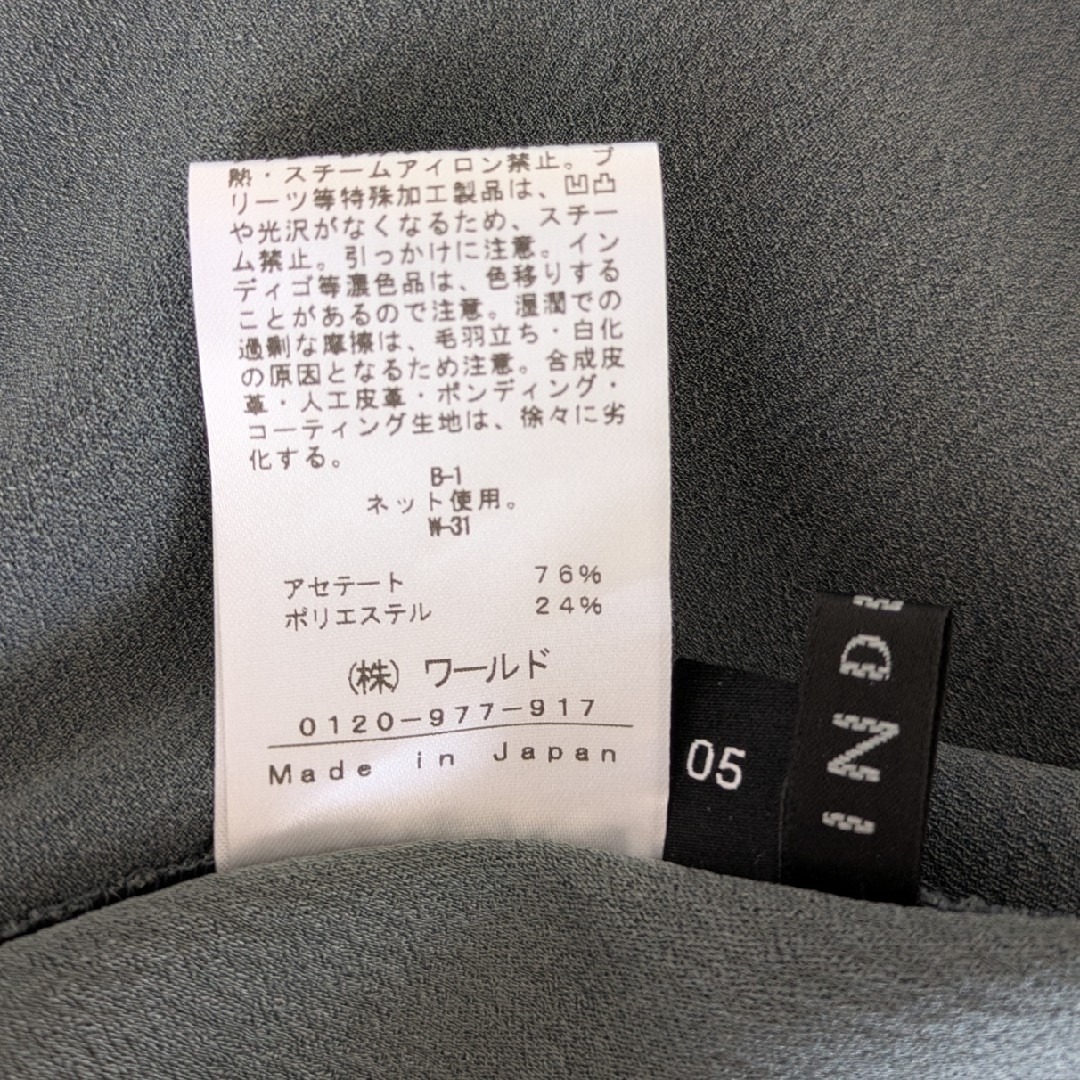 熱・スチームアイロン禁止。プ
リーツ等特殊加工製品は、凹凸
や光沢がなくなるため、スチー
ム禁止。引っかけに注意。イン
ディゴ等濃色品は、色移りする
ことがあるので注意。湿潤での
過剰な摩擦は、毛羽立ち・白化
の原因となるため注意。合成皮
革・人工皮革・ボンディング・
コーティング生地は、徐々に劣
化する。
B-1
ネット使用。
W-31
アセテート 76%
ポリエステル 24%
(株) ワールド
0120-977-917
Made in Japan
05
IND